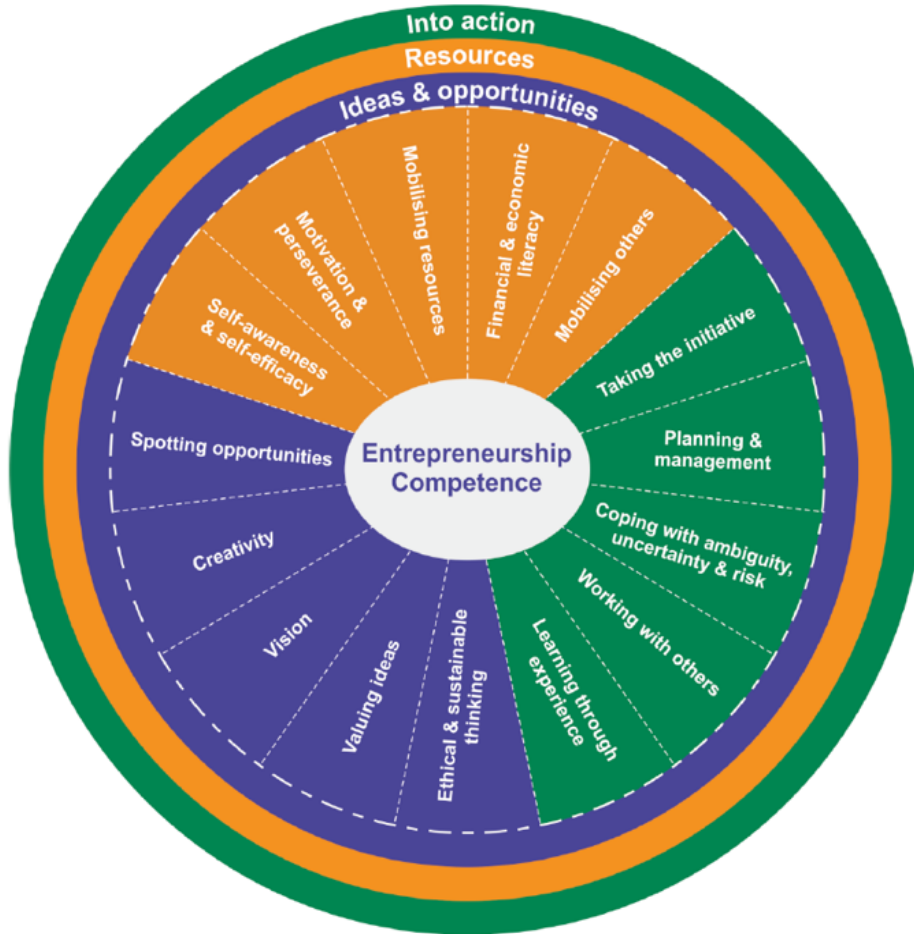 Into action
Resources
Ideas & opportunities
Self-awareness
& self-efficacy
Motivation &
perseverance
Mobilising resources
Financial & economic
literacy
Mobilising others
Taking the initiative
Planning &
management
Coping with ambiguity,
uncertainty & risk
Working with others
Learning through
experience
Ethical & sustainable
thinking
Valuing ideas
Vision
Creativity
Spotting opportunities
Entrepreneurship
Competence